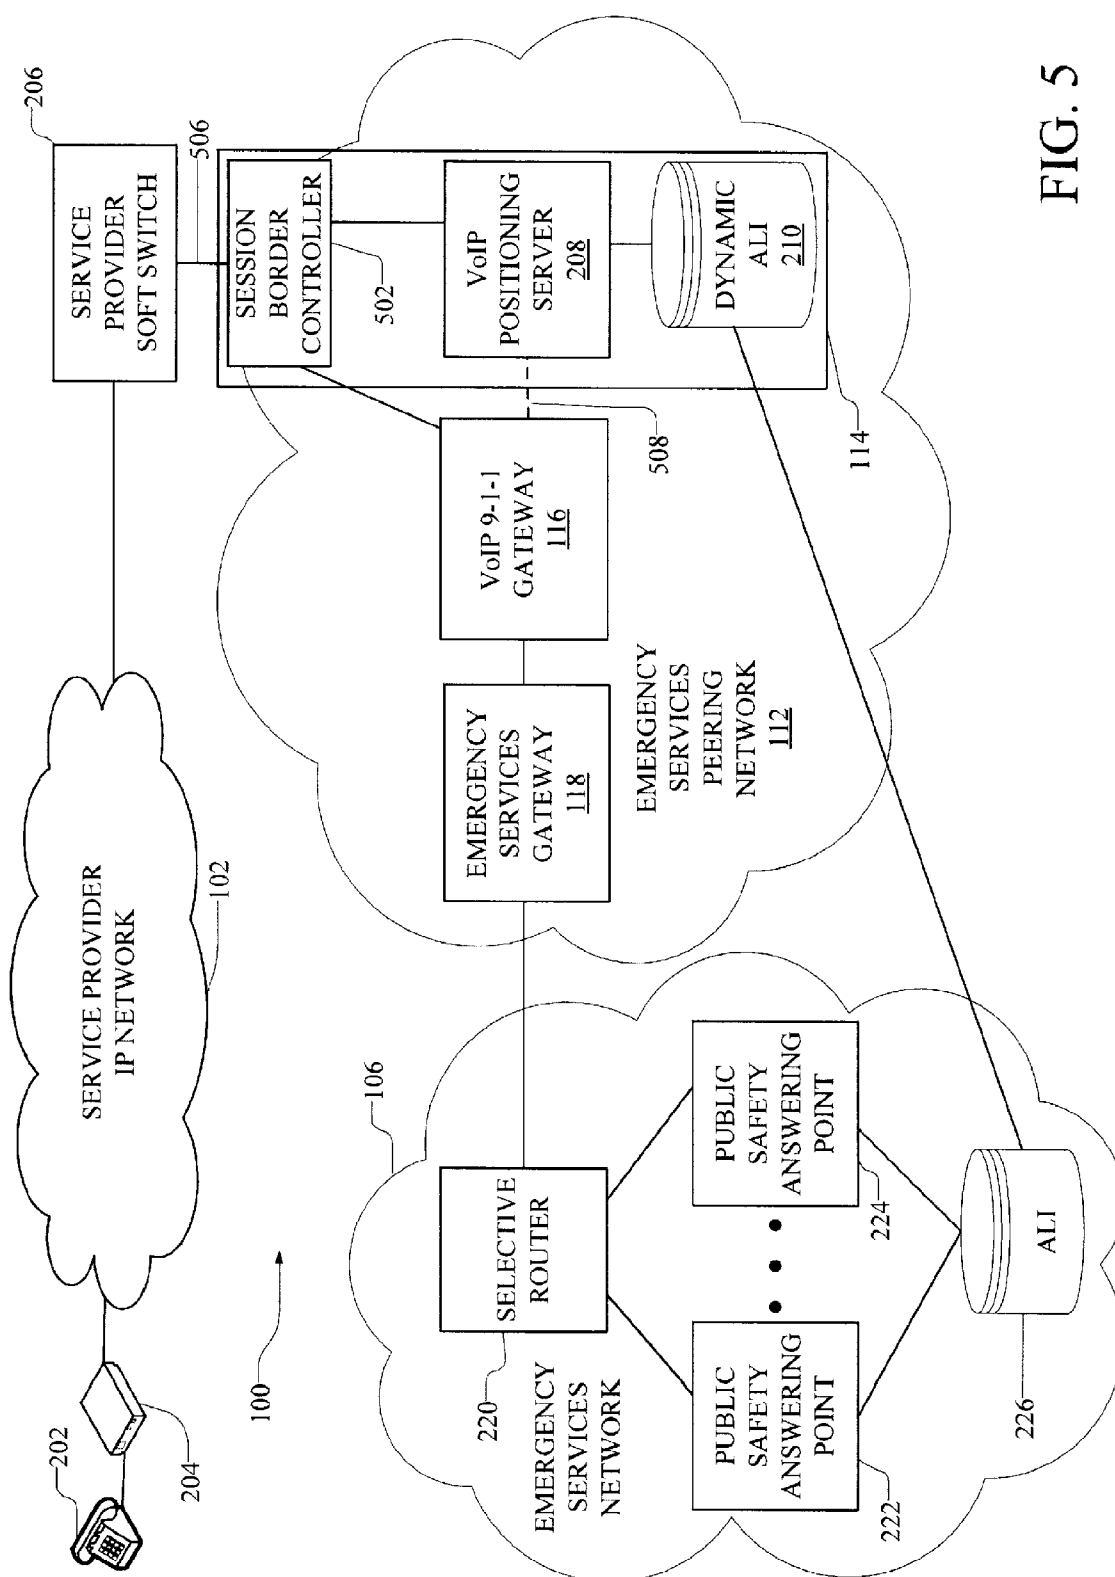 202
204
SERVICE PROVIDER
IP NETWORK
102
SERVICE
PROVIDER
SOFT SWITCH
206
506
100
106
SESSION
BORDER
CONTROLLER
502
SELECTIVE
ROUTER
220
EMERGENCY
SERVICES
GATEWAY
118
VoIP 9-1-1
GATEWAY
116
508
VoIP
POSITIONING
SERVER
208
EMERGENCY
SERVICES
NETWORK
EMERGENCY
SERVICES
PEERING
NETWORK
112
PUBLIC
SAFETY
ANSWERING
POINT
222
PUBLIC
SAFETY
ANSWERING
POINT
224
DYNAMIC
ALI
210
114
ALI
226
FIG. 5